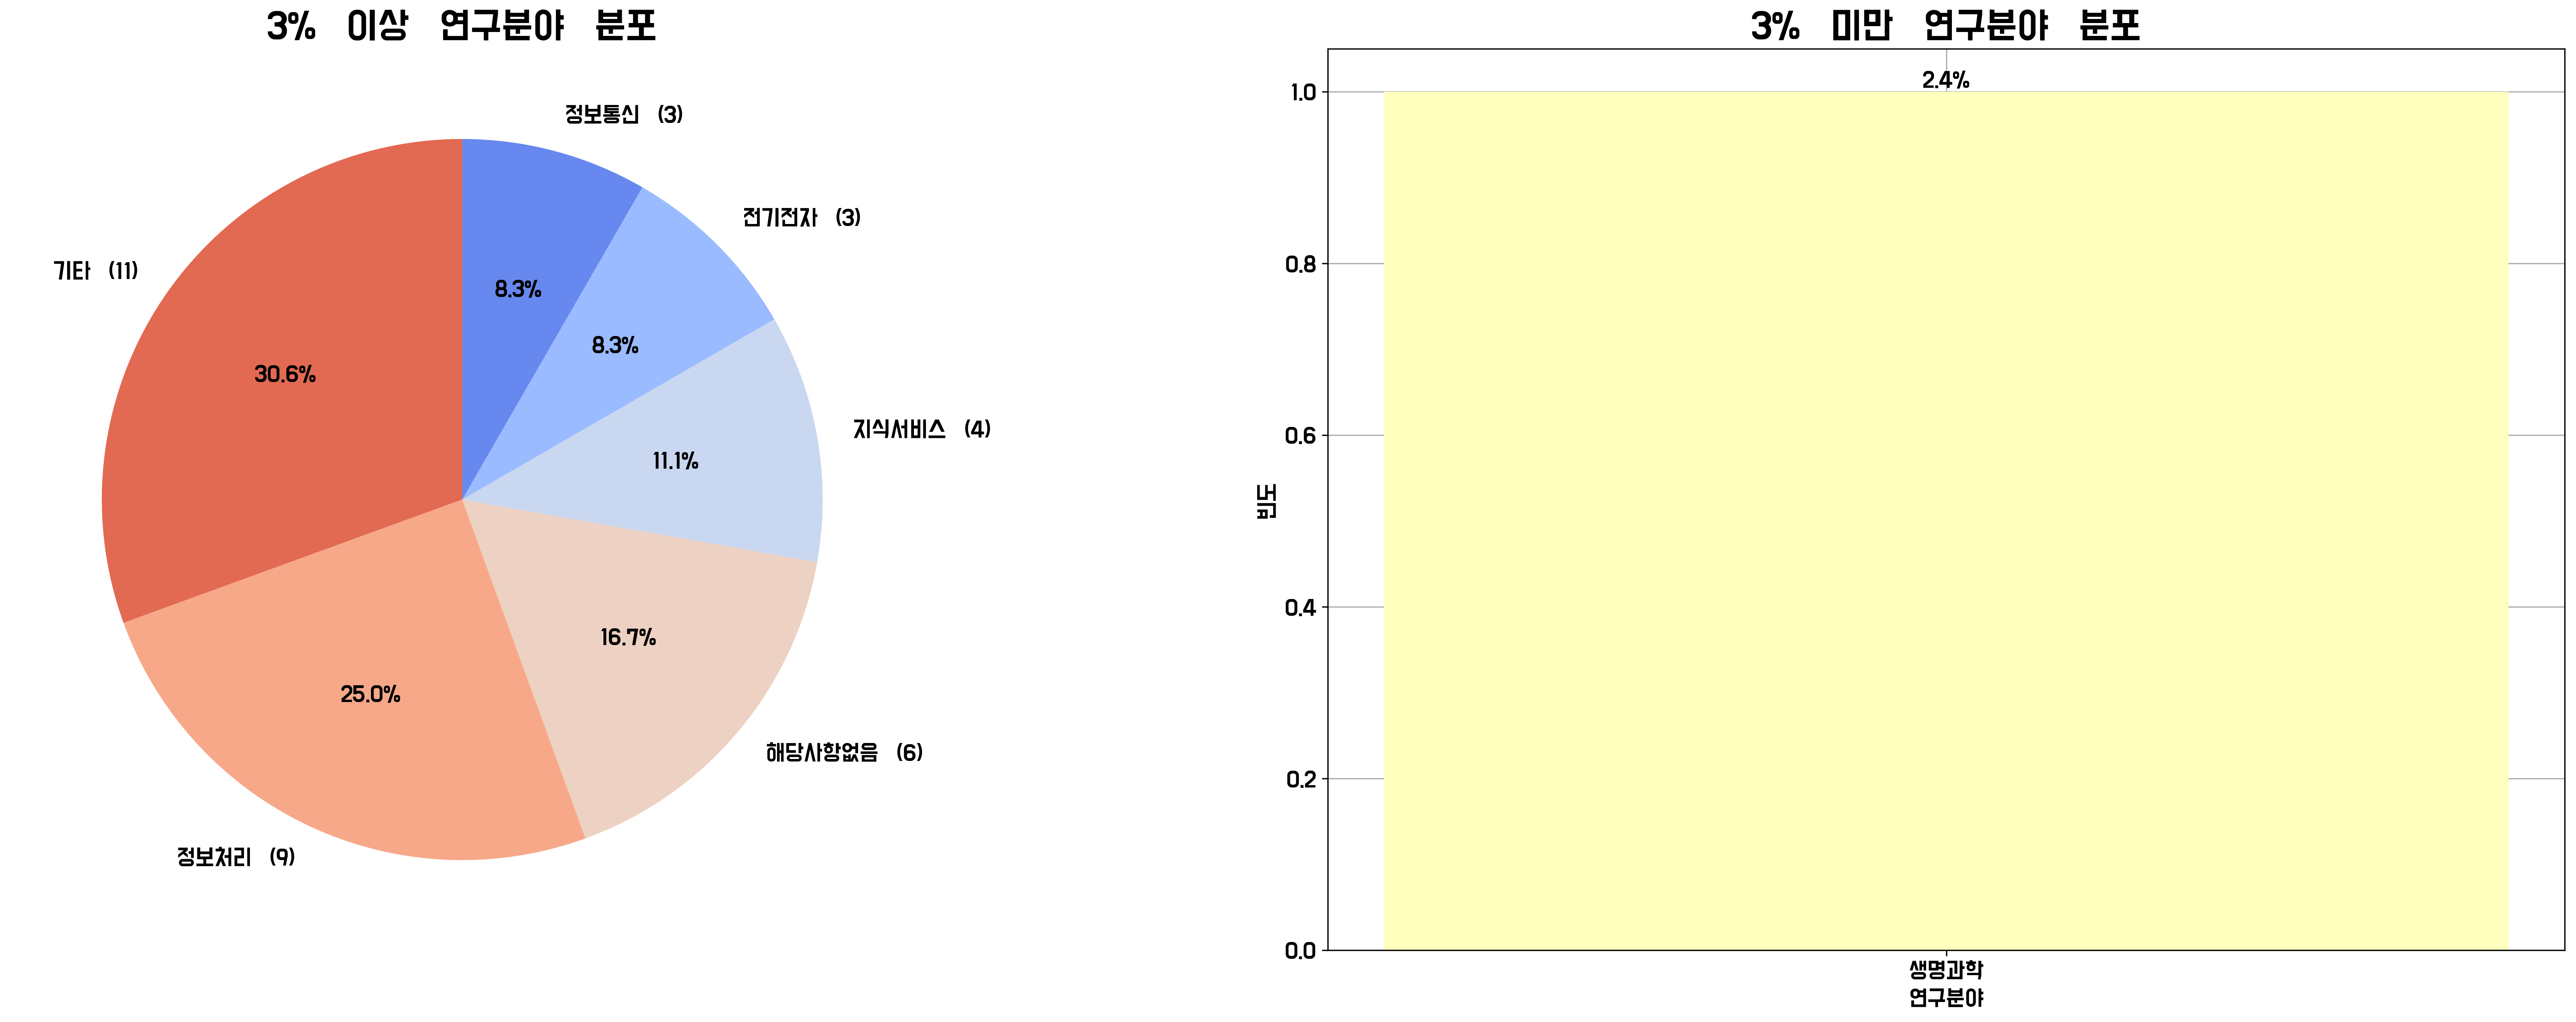 3% 이상 연구분야 분포
정보통신 (3)
전기전자 (3)
기타 (11)
8.3%
8.3%
30.6%
지식서비스 (4)
11.1%
16.7%
25.0%
해당사항없음 (6)
정보처리 (9)
3% 미만 연구분야 분포
2.4%
1.0
0.8
0.6
빈도
0.4
0.2
0.0
생명과학
연구분야